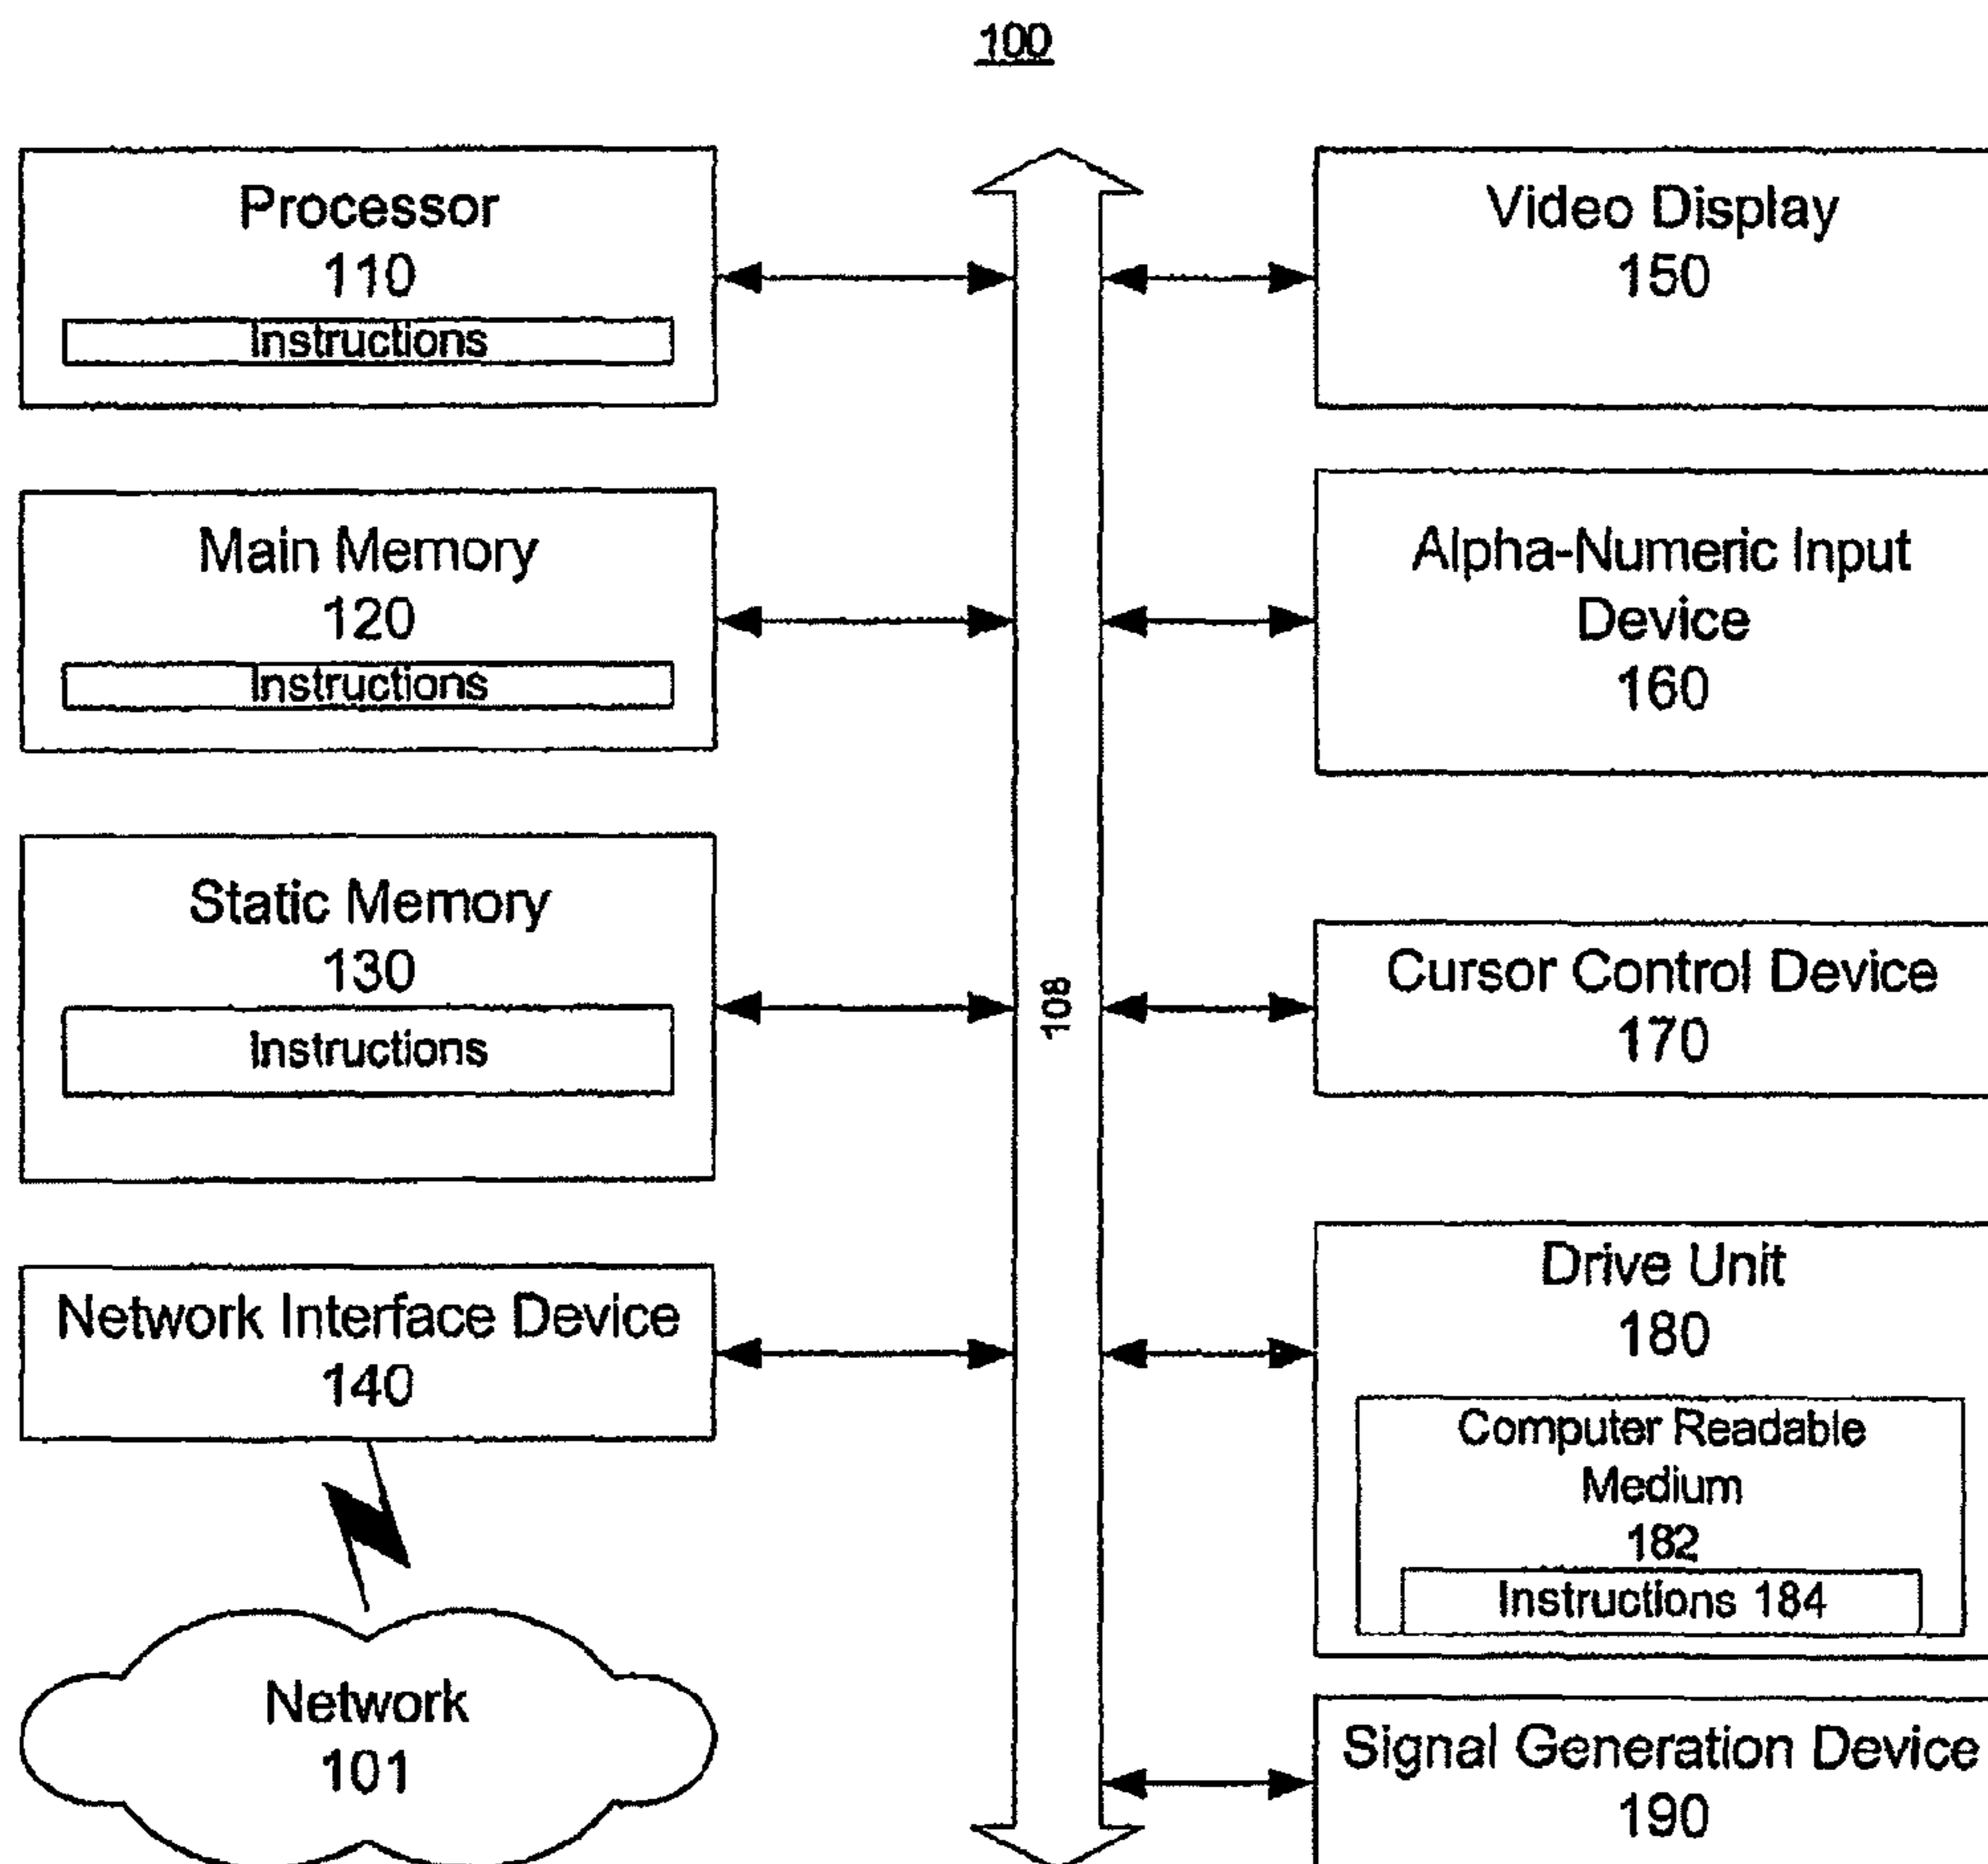 100
Processor
110
Instructions
Main Memory
120
Instructions
Static Memory
130
Instructions
Network Interface Device
140
Network
101
108
Video Display
150
Alpha-Numeric Input
Device
160
Cursor Control Device
170
Drive Unit
180
Computer Readable
Medium
182
Instructions 184
Signal Generation Device
190